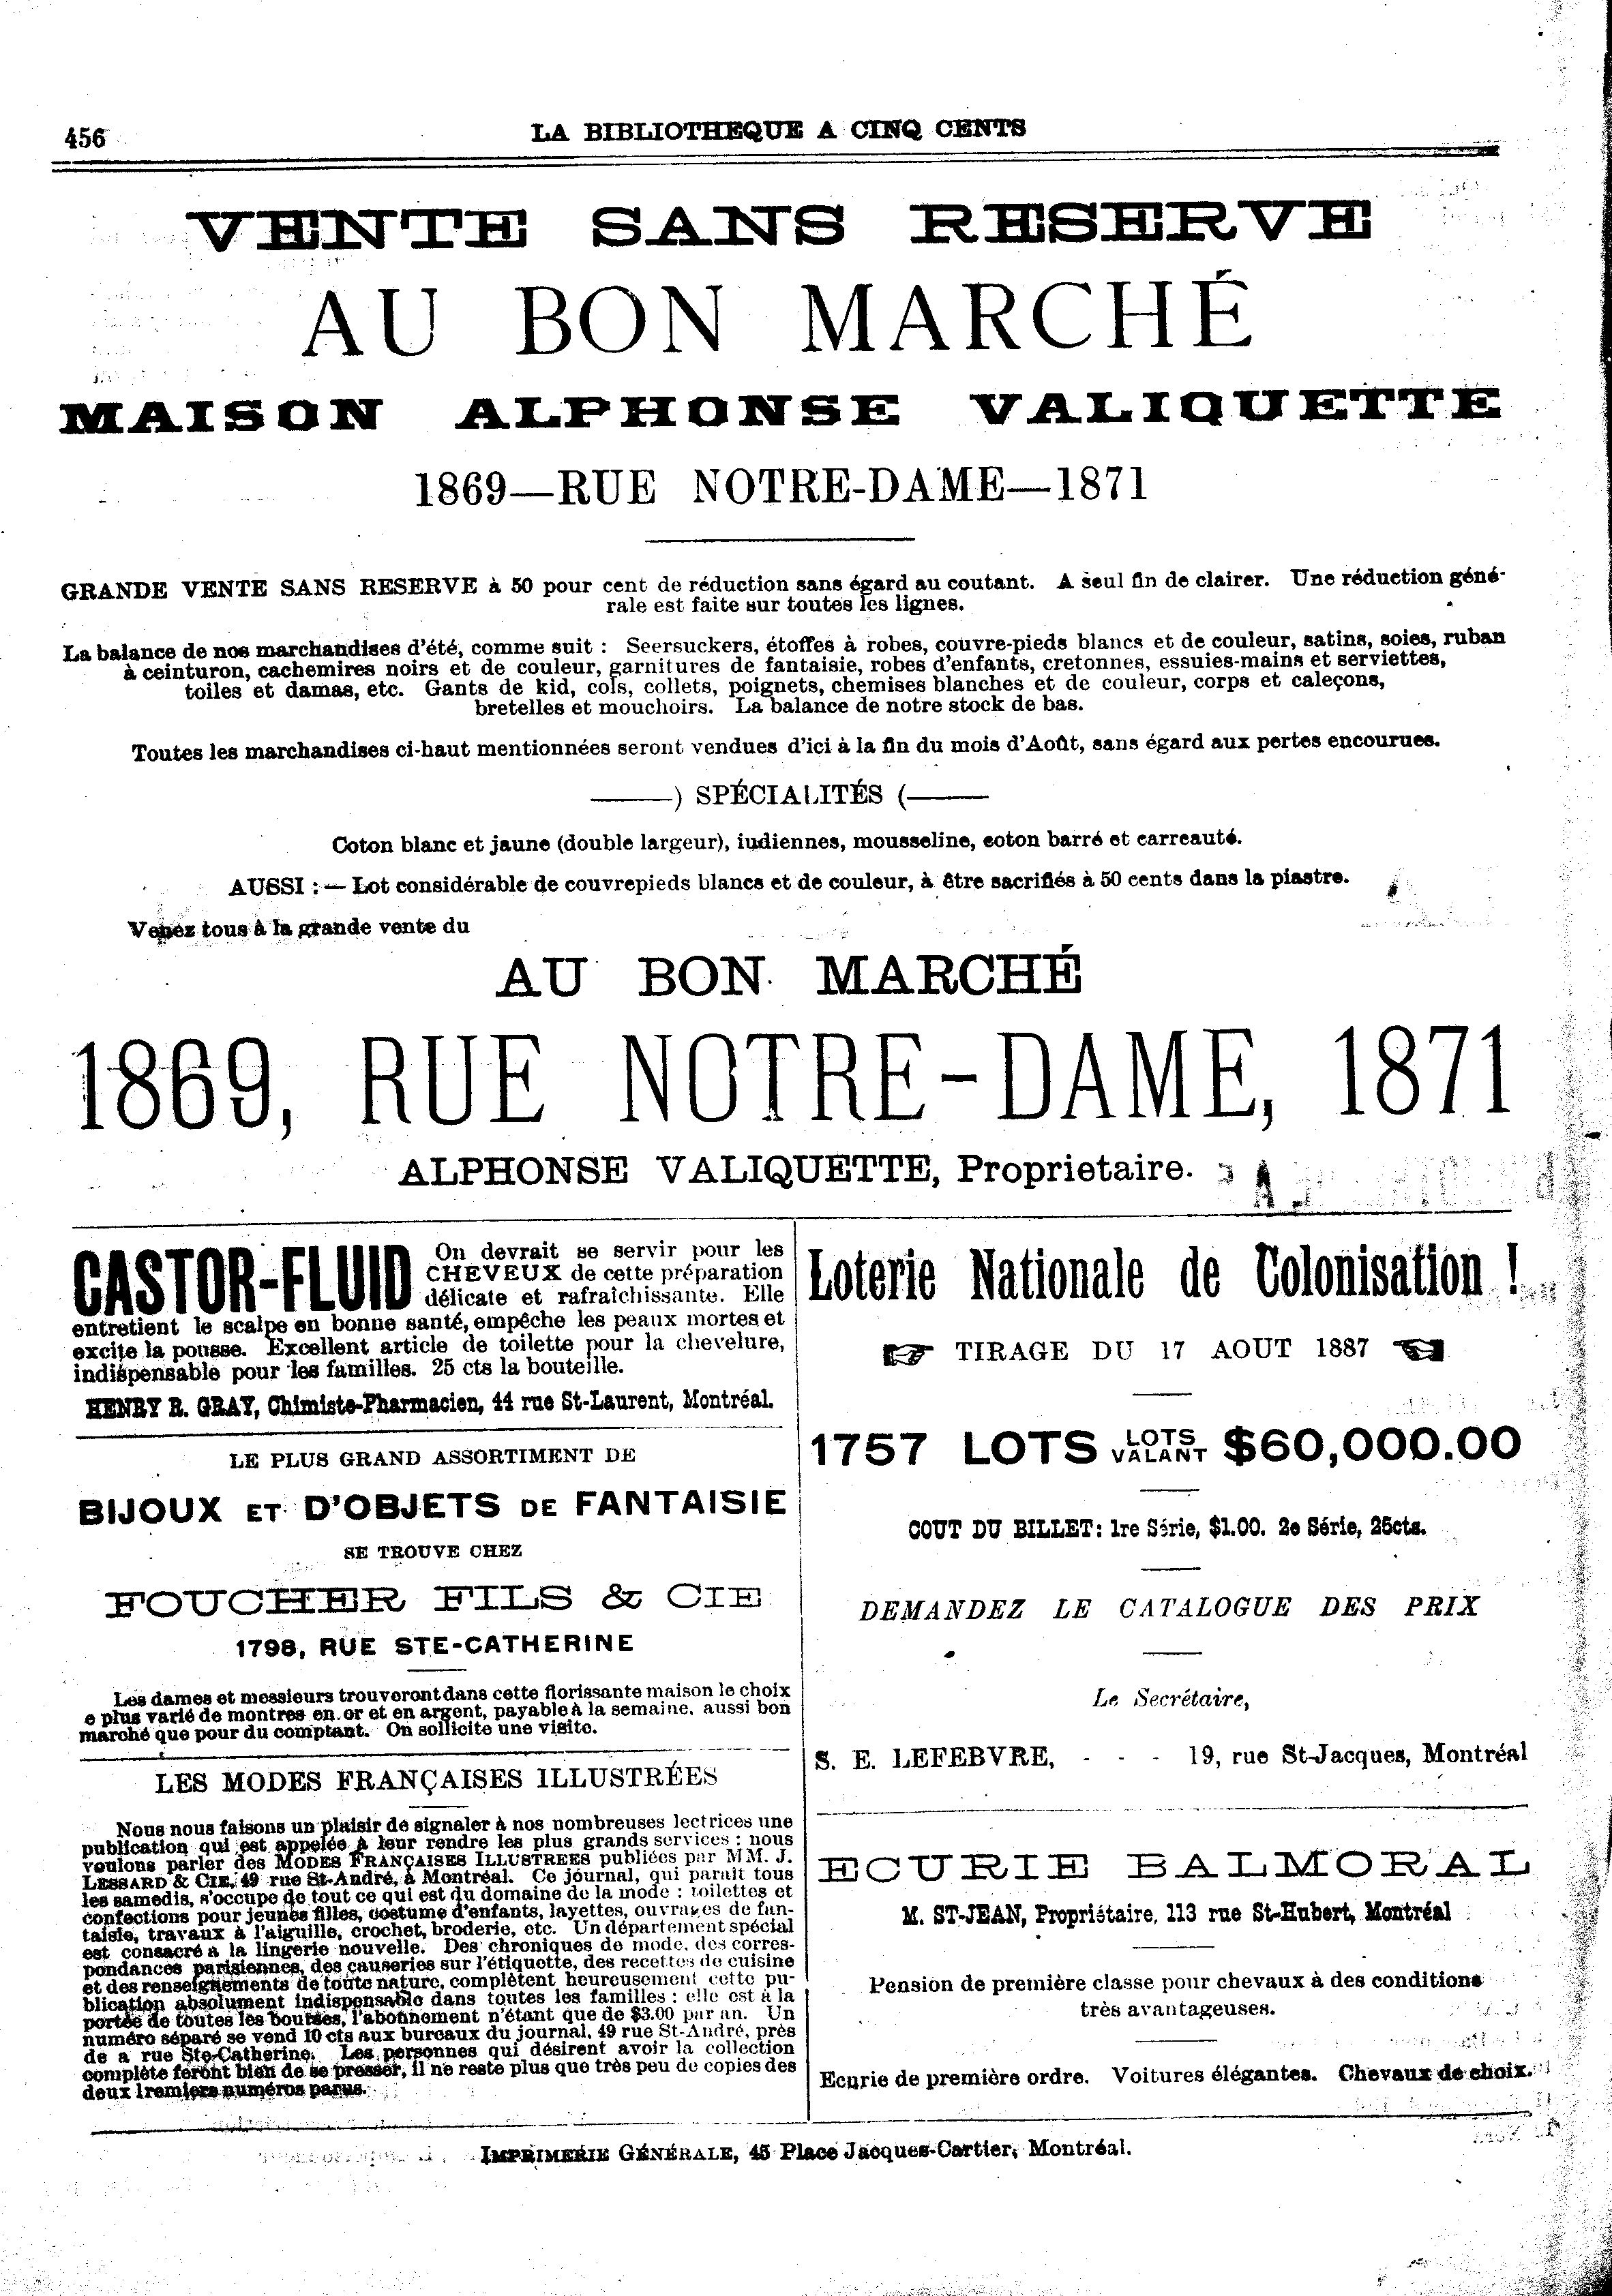 456
LA BIBLIOTHEQUE A CINQ CENTS
VENTE SANS RESERVE
AU BON MARCHÉ
MAISON ALPHONSE VALIQUETTE
1869—RUE NOTRE-DAME—1871
GRANDE VENTE SANS RESERVE à 50 pour cent de réduction sans égard au coutant. A seul fin de clairer. Une réduction géné-
rale est faite sur toutes les lignes.
La balance de nos marchandises d'été, comme suit : Seersuckers, étoffes à robes, couvre-pieds blancs et de couleur, satins, soies, ruban
à ceinturon, cachemires noirs et de couleur, garnitures de fantaisie, robes d'enfants, cretonnes, essuies-mains et serviettes,
toiles et damas, etc. Gants de kid, cols, collets, poignets, chemises blanches et de couleur, corps et caleçons,
bretelles et mouchoirs. La balance de notre stock de bas.
Toutes les marchandises ci-haut mentionnées seront vendues d'ici à la fin du mois d'Août, sans égard aux pertes encourues.
———) SPÉCIALITÉS (———
Coton blanc et jaune (double largeur), iudiennes, mousseline, coton barré et carreauté.
AUSSI : — Lot considérable de couvrepieds blancs et de couleur, à être sacrifiés à 50 cents dans la piastre.
Venez tous à la grande vente du
AU BON MARCHÉ
1869, RUE NOTRE-DAME, 1871
ALPHONSE VALIQUETTE, Proprietaire.
CASTOR-FLUID On devrait se servir pour les
CHEVEUX de cette préparation
délicate et rafraîchissante. Elle
entretient le scalpe en bonne santé, empêche les peaux mortes et
excite la pousse. Excellent article de toilette pour la chevelure,
indispensable pour les familles. 25 cts la bouteille.
HENRY R. GRAY, Chimiste-Pharmacien, 44 rue St-Laurent, Montréal.
LE PLUS GRAND ASSORTIMENT DE
BIJOUX ET D'OBJETS DE FANTAISIE
SE TROUVE CHEZ
FOUCHER FILS & CIE
1798, RUE STE-CATHERINE
Les dames et messieurs trouveront dans cette florissante maison le choix
e plus varié de montres en or et en argent, payable à la semaine, aussi bon
marché que pour du comptant. On sollicite une visite.
LES MODES FRANÇAISES ILLUSTRÉES
Nous nous faisons un plaisir de signaler à nos nombreuses lectrices une
publication qui est appelée à leur rendre les plus grands services : nous
voulons parler des MODES FRANÇAISES ILLUSTREES publiées par MM. J.
LESSARD & CIE, 49 rue St-André, à Montréal. Ce journal, qui parait tous
les samedis, s'occupe de tout ce qui est du domaine de la mode : toilettes et
confections pour jeunes filles, costume d'enfants, layettes, ouvrages de fan-
taisie, travaux à l'aiguille, crochet, broderie, etc. Un département spécial
est consacré a la lingerie nouvelle. Des chroniques de mode, des corres-
pondances parisiennes, des causeries sur l'étiquette, des recettes de cuisine
et des renseignements de toute nature, complètent heureusement cette pu-
blication absolument indispensable dans toutes les familles : elle est à la
portée de toutes les bourses, l'abonnement n'étant que de $3.00 par an. Un
numéro séparé se vend 10 cts aux bureaux du journal, 49 rue St-André, près
de a rue Ste-Catherine. Les personnes qui désirent avoir la collection
complète feront bien de se presser, il ne reste plus que très peu de copies des
deux 1remiers numéros parus.
Loterie Nationale de Colonisation !
TIRAGE DU 17 AOUT 1887
1757 LOTS LOTS VALANT $60,000.00
COUT DU BILLET: 1re Série, $1.00. 2e Série, 25cts.
DEMANDEZ LE CATALOGUE DES PRIX
Le Secrétaire,
S. E. LEFEBVRE, - - - 19, rue St-Jacques, Montréal
ECURIE BALMORAL
M. ST-JEAN, Propriétaire, 113 rue St-Hubert, Montréal
Pension de première classe pour chevaux à des conditions
très avantageuses.
Ecurie de première ordre. Voitures élégantes. Chevaux de choix.
IMPRIMERIE GÉNÉRALE, 45 Place Jacques-Cartier, Montréal.